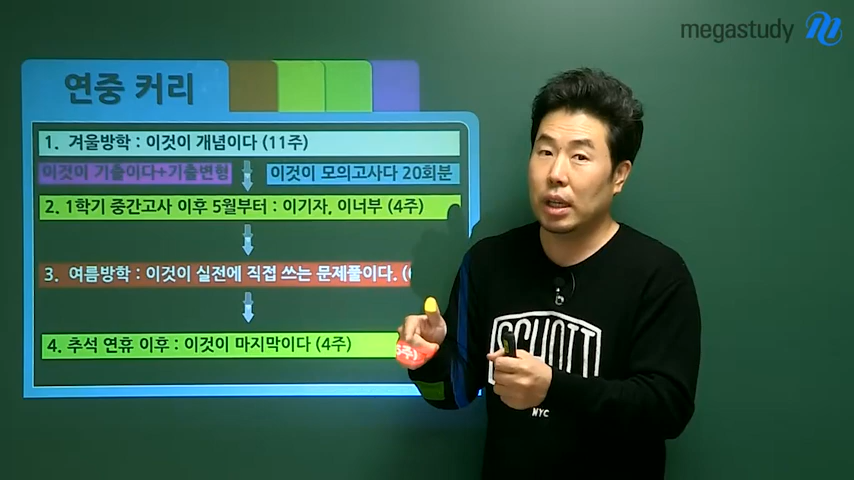 megastudy
연중 커리
1. 겨울방학 : 이것이 개념이다 (11주)
이것이 기출이다+기출변형
이것이 모의고사다 20회분
2. 1학기 중간고사 이후 5월부터 : 이기자, 이너부 (4주)
3. 여름방학 : 이것이 실전에 직접 쓰는 문제풀이다. (6주)
4. 추석 연휴 이후 : 이것이 마지막이다 (4주)
SCHOTT
NYC